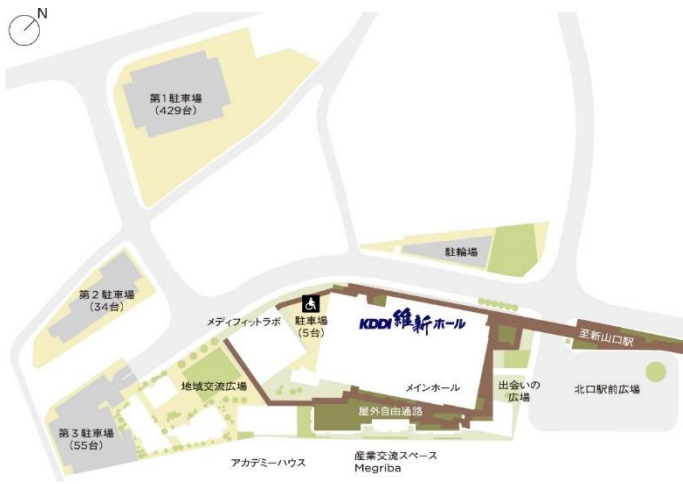 N
第1駐車場
(429台)
駐輪場
第2駐車場
(34台)
メディフィットラボ
駐車場
(5台)
KDDI 維新ホール
至新山口駅
地域交流広場
メインホール
出会いの
広場
北口駅前広場
屋外自由通路
第3駐車場
(55台)
アカデミーハウス
産業交流スペース
Megriba